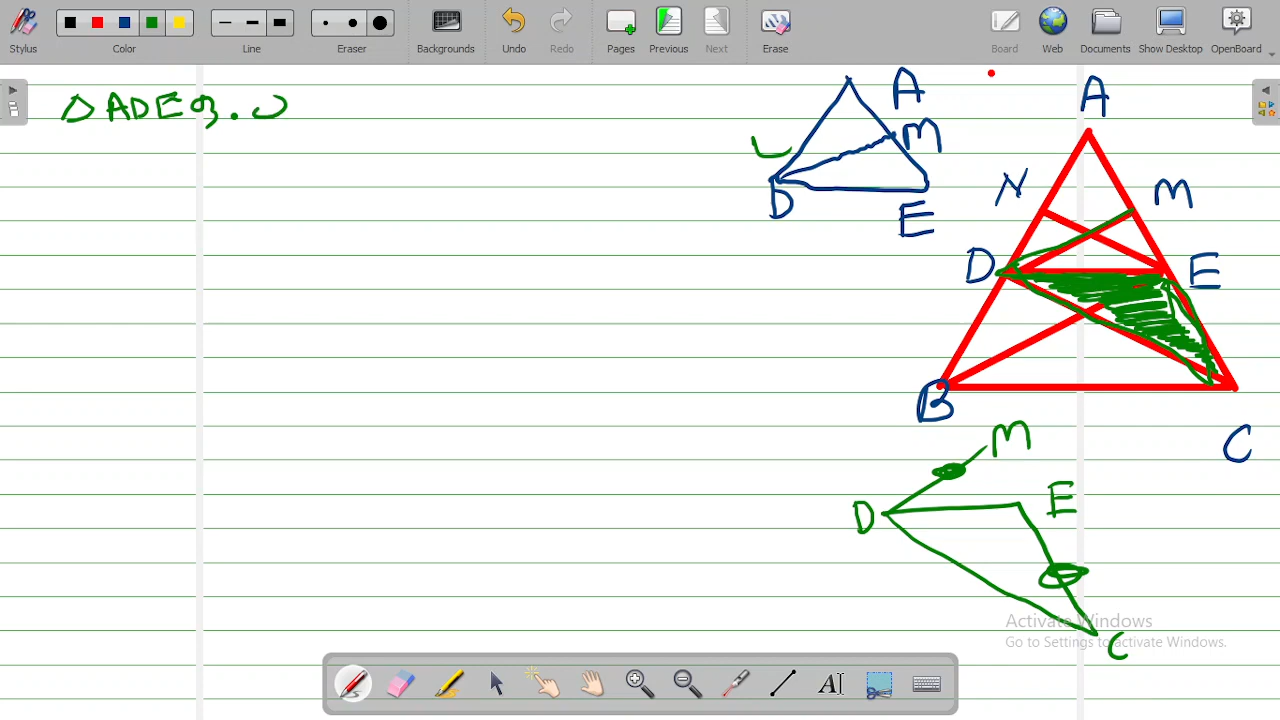 Stylus
Color
Line
Eraser
Backgrounds
Undo
Redo
Pages
Previous
Next
Erase
Board
Web
Documents
Show Desktop
OpenBoard
△ADE
A
M
D
E
A
N
M
D
E
B
C
M
D
E
C
Activate Windows
Go to Settings to activate Windows.